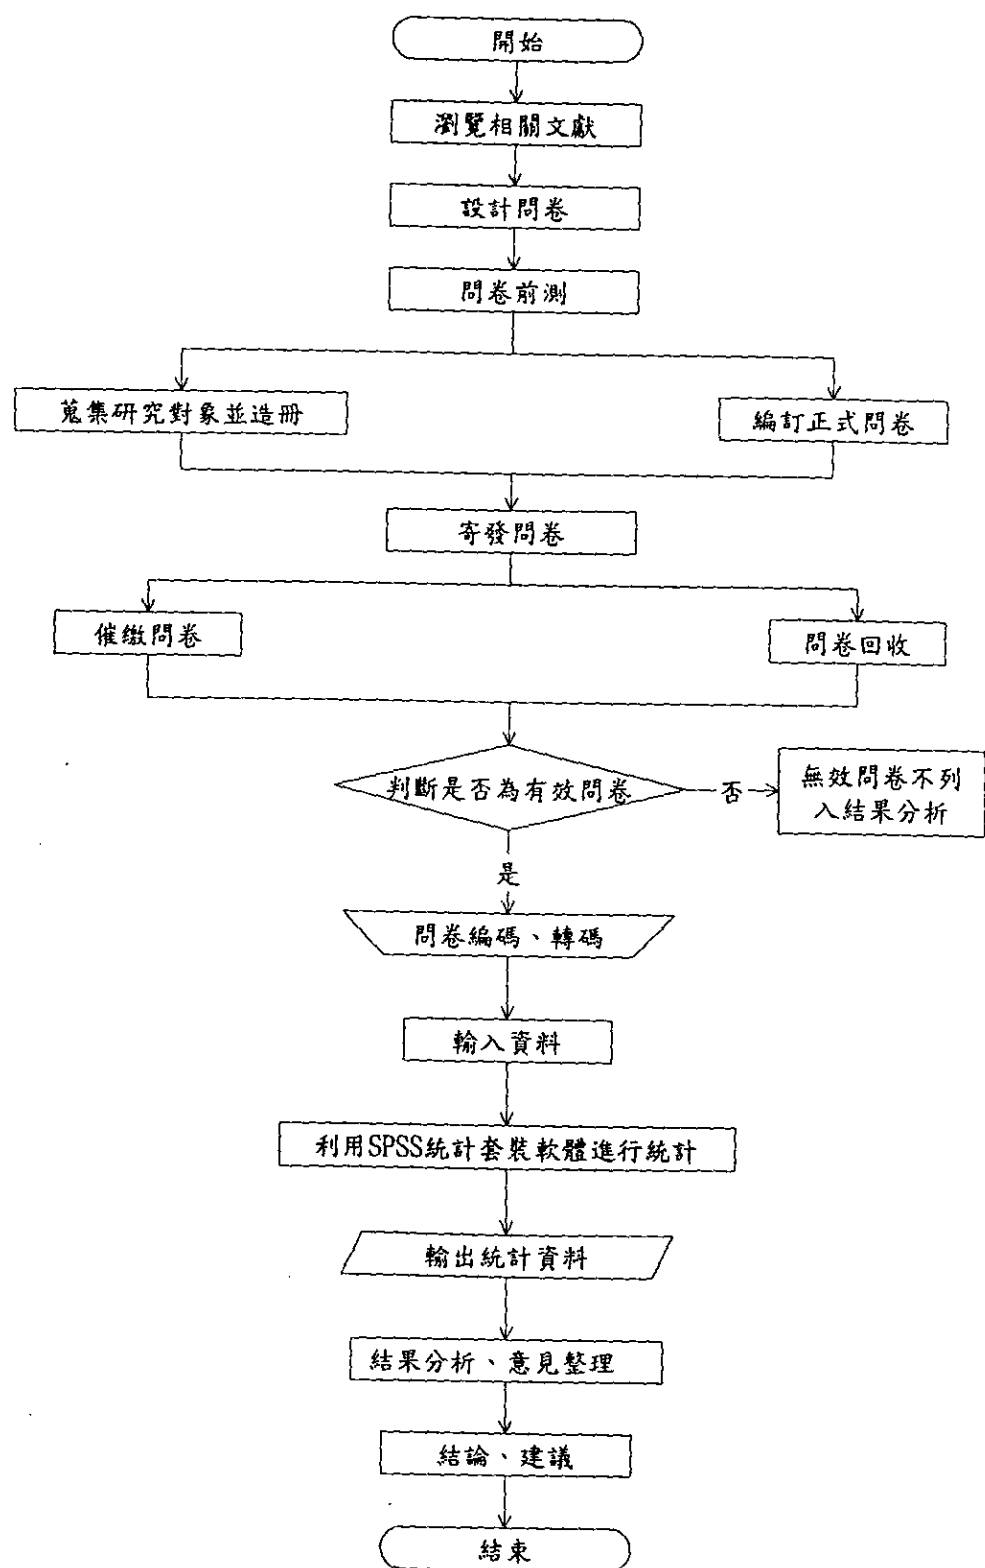 開始
瀏覽相關文獻
設計問卷
問卷前測
蒐集研究對象並造冊
編訂正式問卷
寄發問卷
催繳問卷
問卷回收
判斷是否為有效問卷
否
無效問卷不列
入結果分析
是
問卷編碼、轉碼
輸入資料
利用SPSS統計套裝軟體進行統計
輸出統計資料
結果分析、意見整理
結論、建議
結束